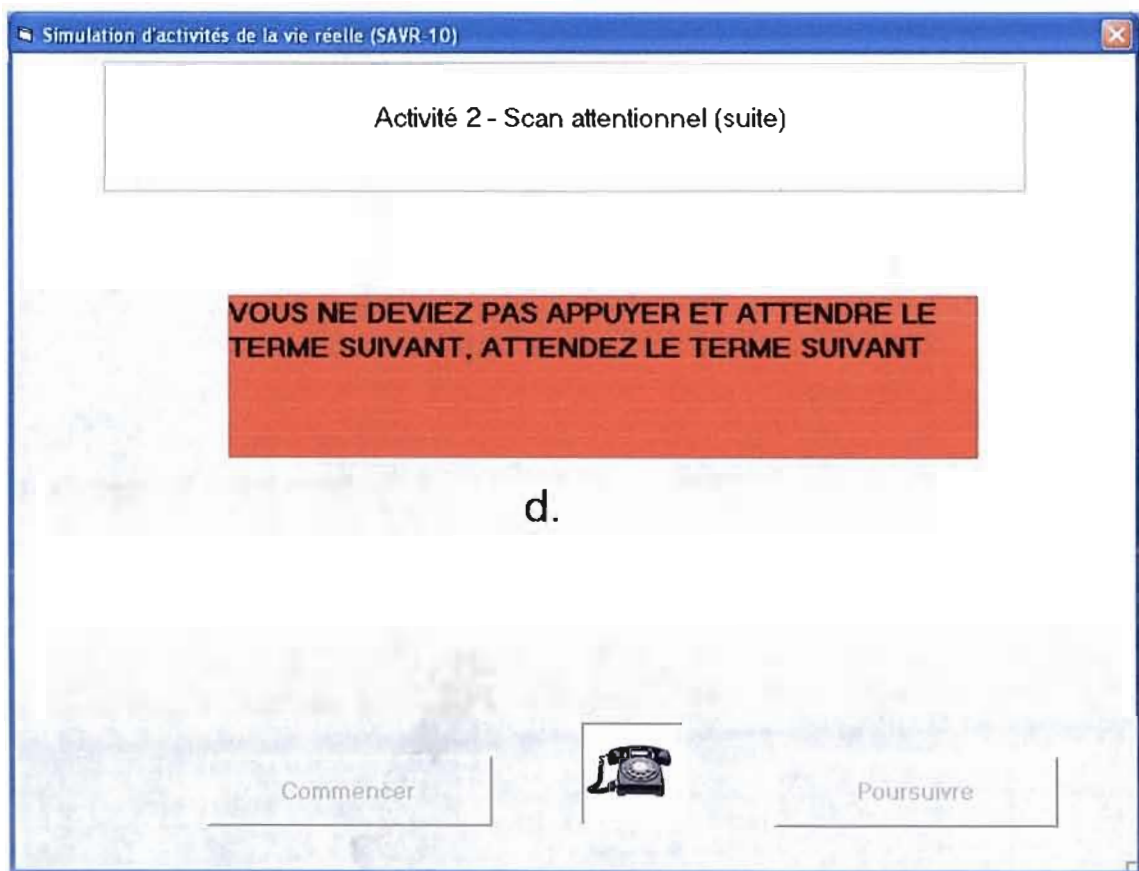 Simulation d'activités de la vie réelle (SAVR-10)
Activité 2 - Scan attentionnel (suite)
VOUS NE DEVIEZ PAS APPUYER ET ATTENDRE LE
TERME SUIVANT, ATTENDEZ LE TERME SUIVANT
d.
Commencer
Poursuivre